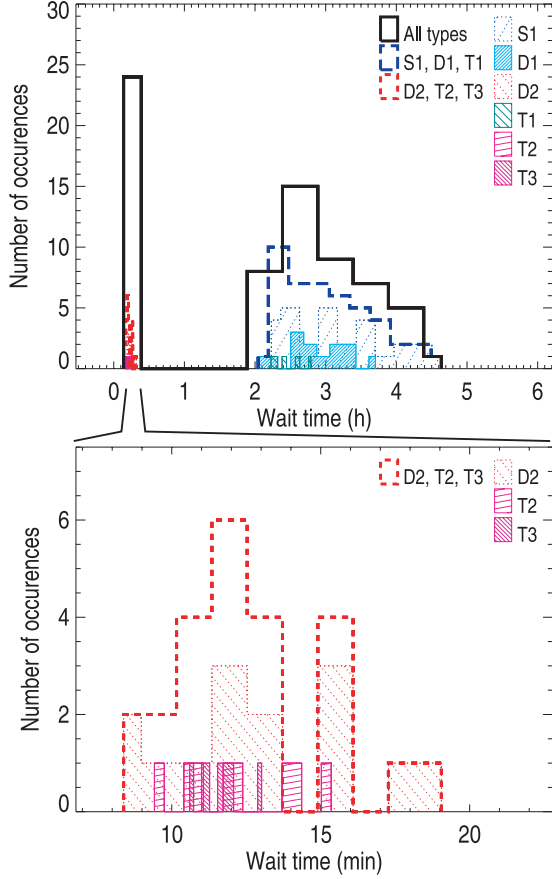 30
25
20
15
10
5
0
Number of occurences
All types
S1, D1, T1
D2, T2, T3
S1
D1
D2
T1
T2
T3
0 1 2 3 4 5 6
Wait time (h)
6
4
2
0
Number of occurences
D2, T2, T3
D2
T2
T3
10 15 20
Wait time (min)